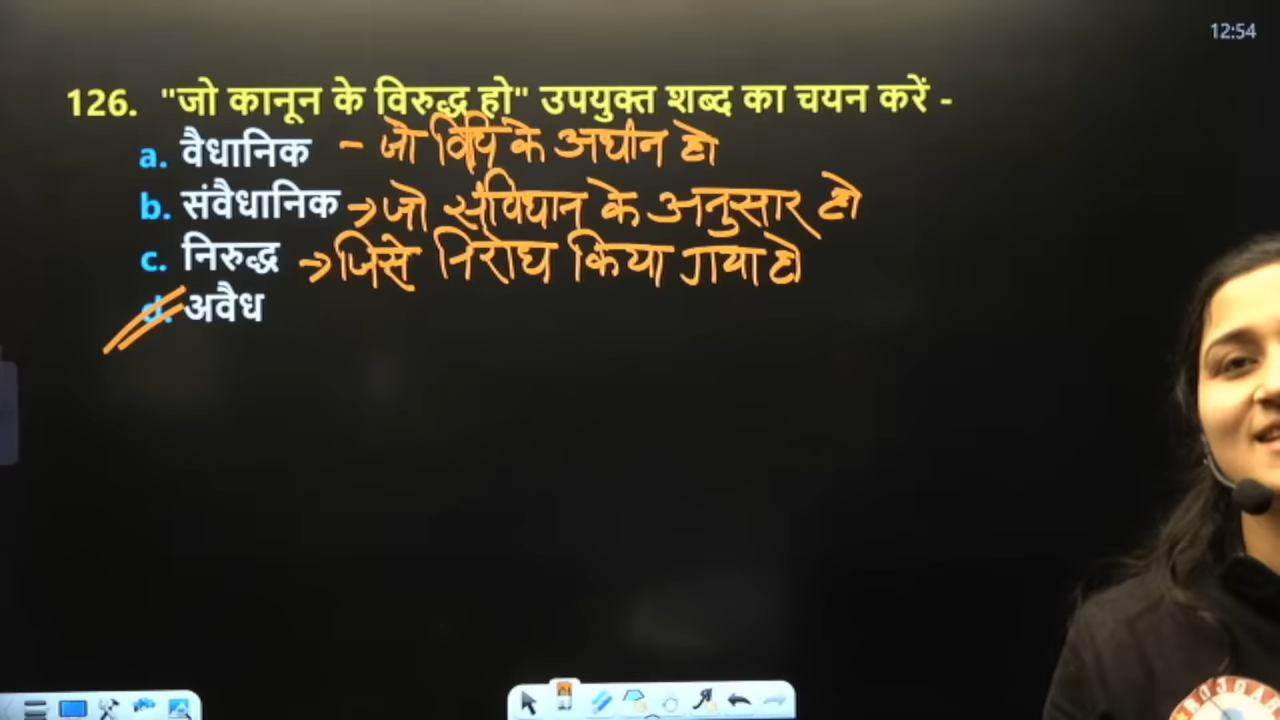 12:54
126. "जो कानून के विरुद्ध हो" उपयुक्त शब्द का चयन करें -
a. वैधानिक - जो विधि के अधीन हो
b. संवैधानिक → जो संविधान के अनुसार हो
c. निरुद्ध → जिसे निरोध किया गया हो
d. अवैध